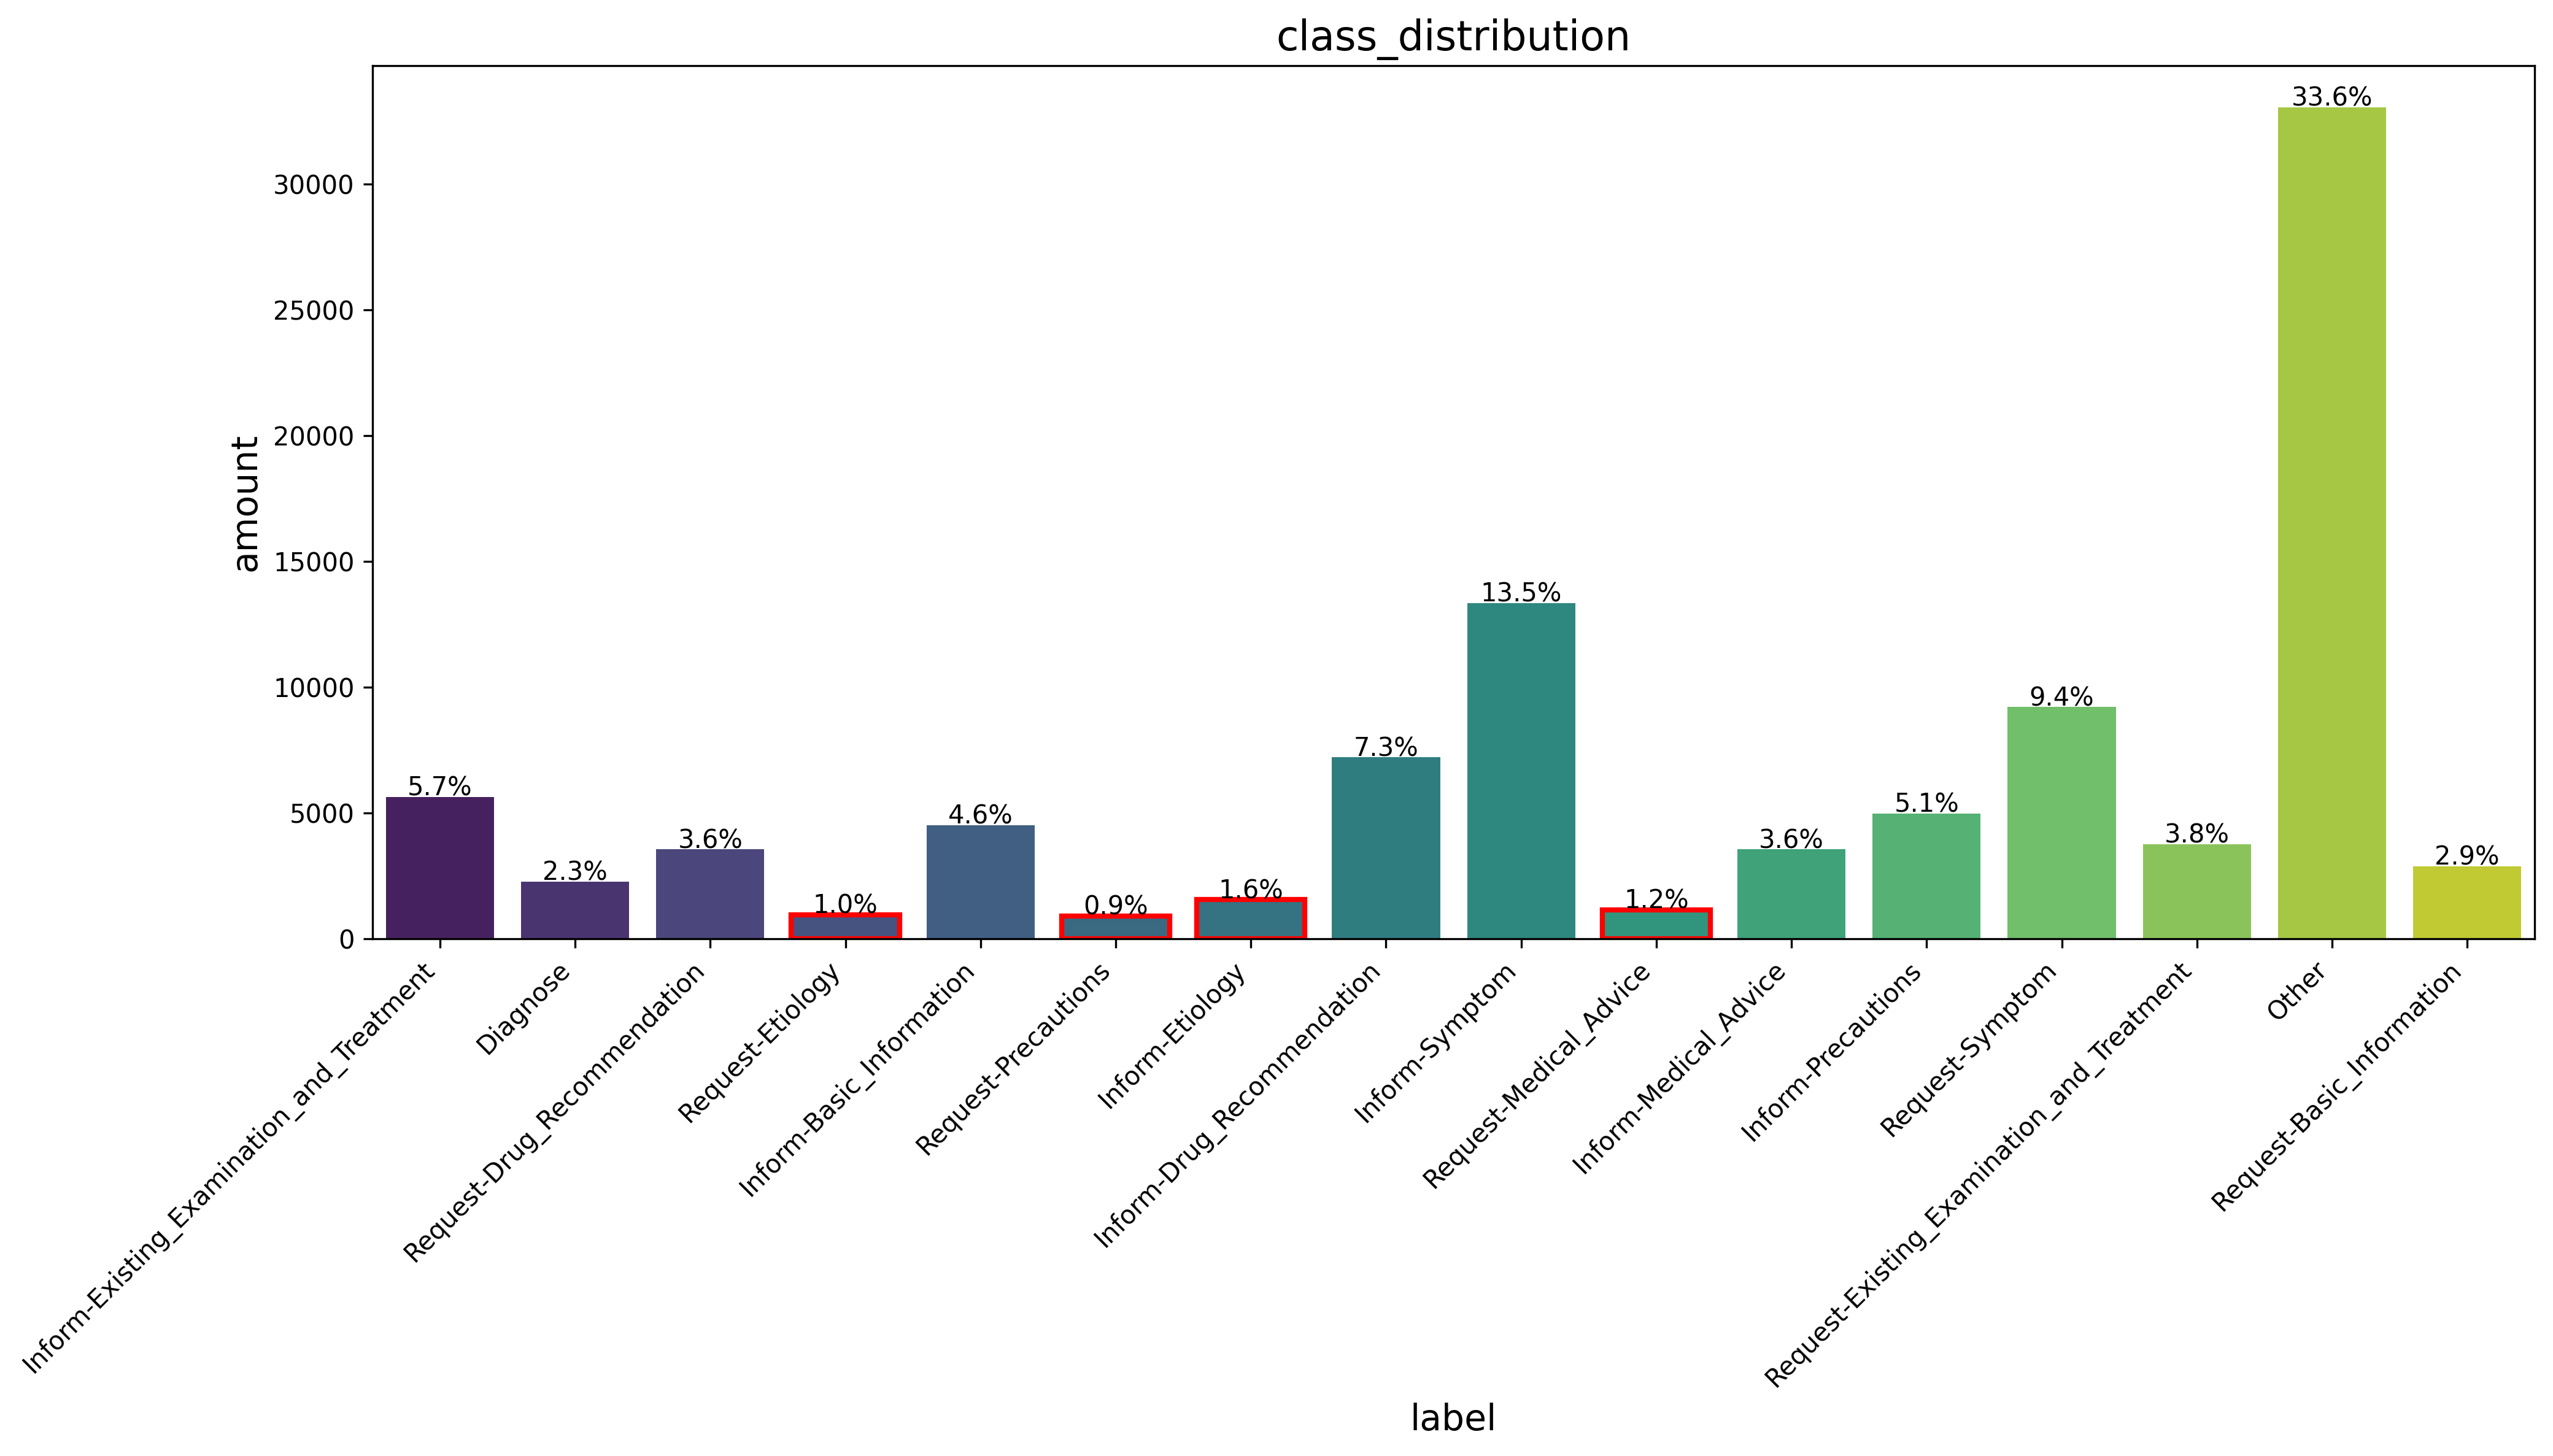 class_distribution
amount
30000
25000
20000
15000
10000
5000
0
5.7%
2.3%
3.6%
1.0%
4.6%
0.9%
1.6%
7.3%
13.5%
1.2%
3.6%
5.1%
9.4%
3.8%
33.6%
2.9%
Inform-Existing_Examination_and_Treatment
Diagnose
Request-Drug_Recommendation
Request-Etiology
Inform-Basic_Information
Request-Precautions
Inform-Etiology
Inform-Drug_Recommendation
Inform-Symptom
Request-Medical_Advice
Inform-Medical_Advice
Inform-Precautions
Request-Symptom
Request-Existing_Examination_and_Treatment
Other
Request-Basic_Information
label